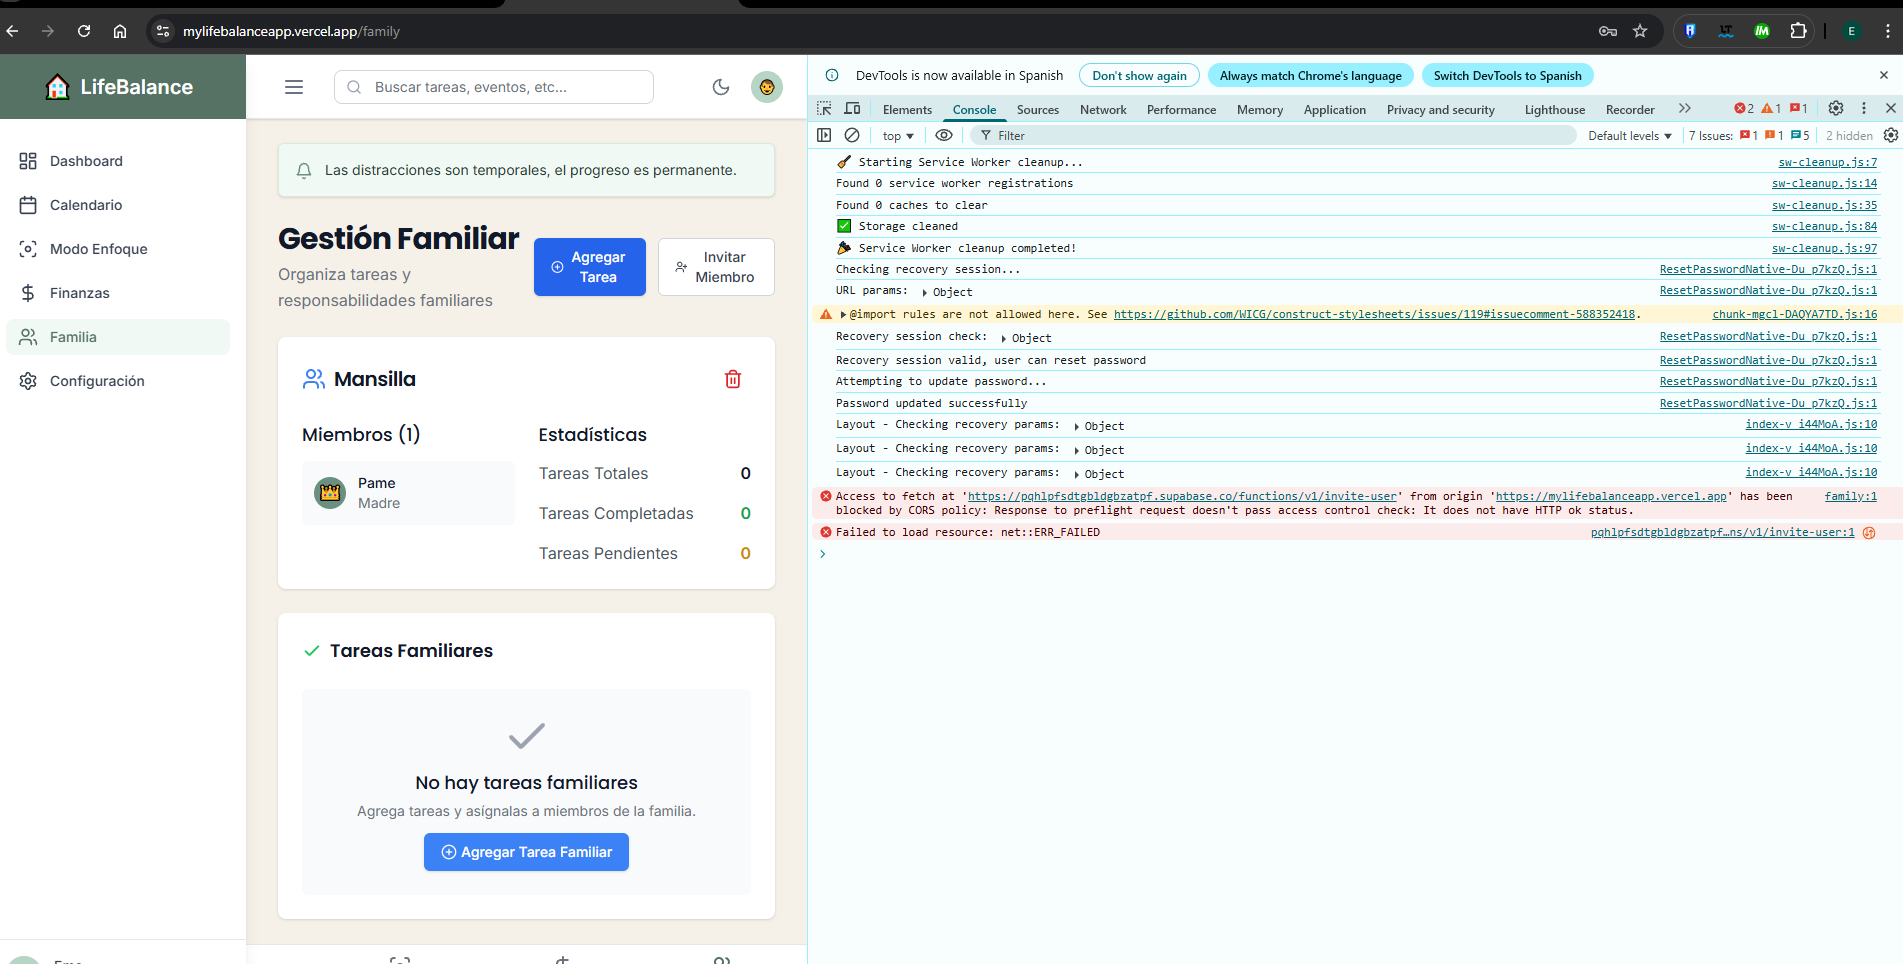 mylifebalanceapp.vercel.app/family
E
LifeBalance
Buscar tareas, eventos, etc...
Dashboard
Calendario
Modo Enfoque
Finanzas
Familia
Configuración
Las distracciones son temporales, el progreso es permanente.
Gestión Familiar
Organiza tareas y
responsabilidades familiares
Agregar
Tarea
Invitar
Miembro
Mansilla
Miembros (1)
Pame
Madre
Estadísticas
Tareas Totales 0
Tareas Completadas 0
Tareas Pendientes 0
Tareas Familiares
No hay tareas familiares
Agrega tareas y asígnalas a miembros de la familia.
Agregar Tarea Familiar
DevTools is now available in Spanish Don't show again Always match Chrome's language Switch DevTools to Spanish
Elements Console Sources Network Performance Memory Application Privacy and security Lighthouse Recorder 2 1 1
top Filter Default levels 7 Issues: 1 1 5 2 hidden
Starting Service Worker cleanup... sw-cleanup.js:7
Found 0 service worker registrations sw-cleanup.js:14
Found 0 caches to clear sw-cleanup.js:35
Storage cleaned sw-cleanup.js:84
Service Worker cleanup completed! sw-cleanup.js:97
Checking recovery session... ResetPasswordNative-Du_p7kzQ.js:1
URL params: Object ResetPasswordNative-Du_p7kzQ.js:1
@import rules are not allowed here. See https://github.com/WICG/construct-stylesheets/issues/119#issuecomment-588352418. chunk-mgcl-DAQYA7TD.js:16
Recovery session check: Object ResetPasswordNative-Du_p7kzQ.js:1
Recovery session valid, user can reset password ResetPasswordNative-Du_p7kzQ.js:1
Attempting to update password... ResetPasswordNative-Du_p7kzQ.js:1
Password updated successfully ResetPasswordNative-Du_p7kzQ.js:1
Layout - Checking recovery params: Object index-v_i44MoA.js:10
Layout - Checking recovery params: Object index-v_i44MoA.js:10
Layout - Checking recovery params: Object index-v_i44MoA.js:10
Access to fetch at 'https://pqhlpfsdtgbldgbzatpf.supabase.co/functions/v1/invite-user' from origin 'https://mylifebalanceapp.vercel.app' has been family:1
blocked by CORS policy: Response to preflight request doesn't pass access control check: It does not have HTTP ok status.
Failed to load resource: net::ERR_FAILED pqhlpfsdtgbldgbzatpf…ns/v1/invite-user:1